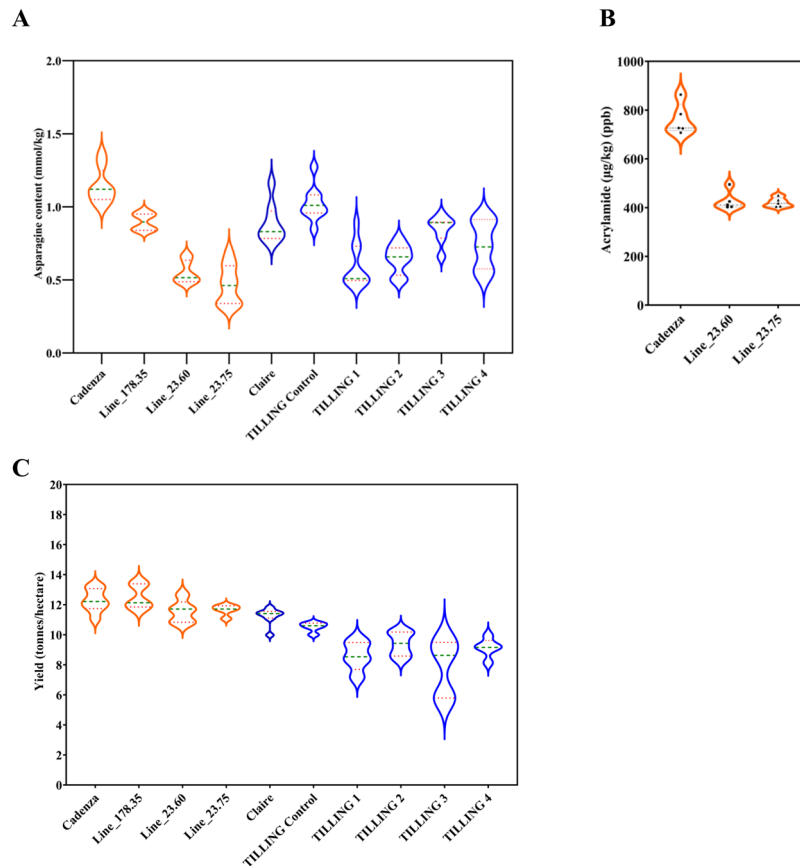 A
Asparagine content (mmol/kg)
2.0
1.5
1.0
0.5
0.0
Cadenza
Line_178.35
Line_23.60
Line_23.75
Claire
TILLING Control
TILLING 1
TILLING 2
TILLING 3
TILLING 4
B
Acrylamide (µg/kg) (ppb)
1000
800
600
400
200
0
Cadenza
Line_23.60
Line_23.75
C
Yield (tonnes/hectare)
20
18
16
14
12
10
8
6
4
2
0
Cadenza
Line_178.35
Line_23.60
Line_23.75
Claire
TILLING Control
TILLING 1
TILLING 2
TILLING 3
TILLING 4